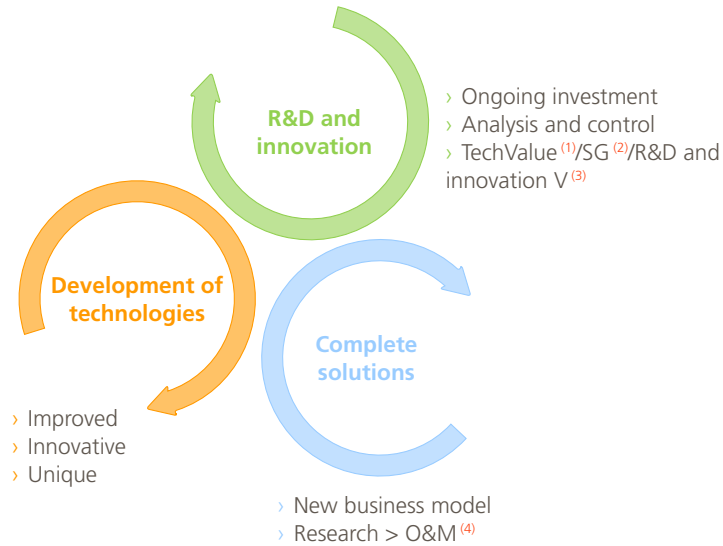 R&D and
innovation
› Ongoing investment
› Analysis and control
› TechValue (1)/SG (2)/R&D and
innovation V (3)
Development of
technologies
› Improved
› Innovative
› Unique
Complete
solutions
› New business model
› Research > O&M (4)